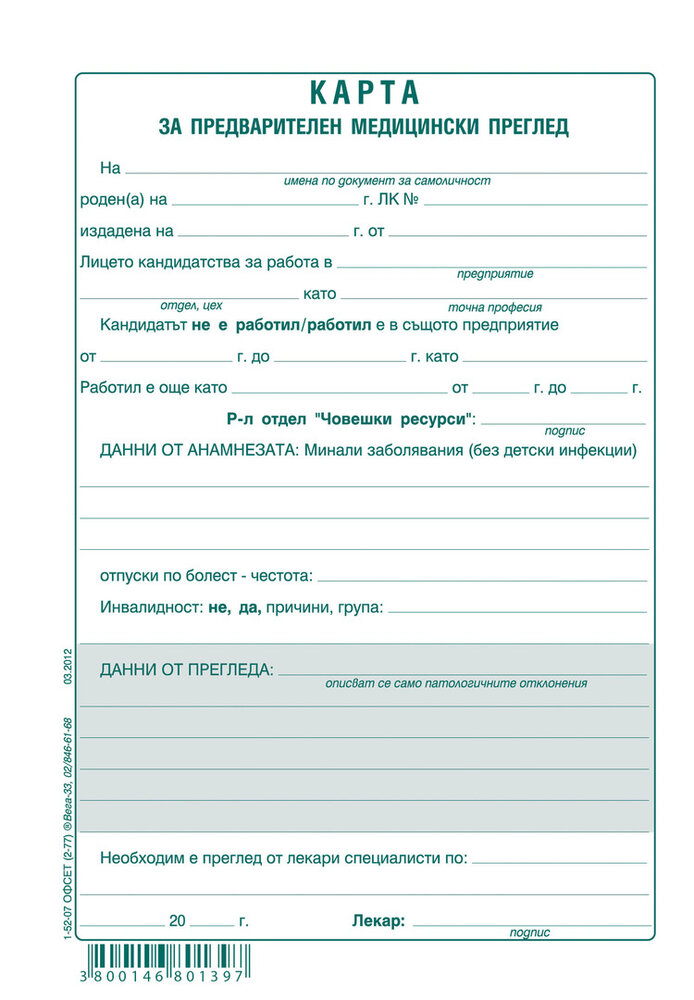 КАРТА
ЗА ПРЕДВАРИТЕЛЕН МЕДИЦИНСКИ ПРЕГЛЕД
На
имена по документ за самоличност
роден(а) на г. ЛК №
издадена на г. от
Лицето кандидатства за работа в
предприятие
като
отдел, цех точна професия
Кандидатът не е работил/работил е в същото предприятие
от г. до г. като
Работил е още като от г. до г.
Р-л отдел "Човешки ресурси":
подпис
ДАННИ ОТ АНАМНЕЗАТА: Минали заболявания (без детски инфекции)
отпуски по болест - честота:
Инвалидност: не, да, причини, група:
ДАННИ ОТ ПРЕГЛЕДА:
описват се само патологичните отклонения
Необходим е преглед от лекари специалисти по:
20 г. Лекар:
подпис
1-52-07 ОФСЕТ (2-77) ®Вега-33, 02/846-61-68 03.2012
3800146801397